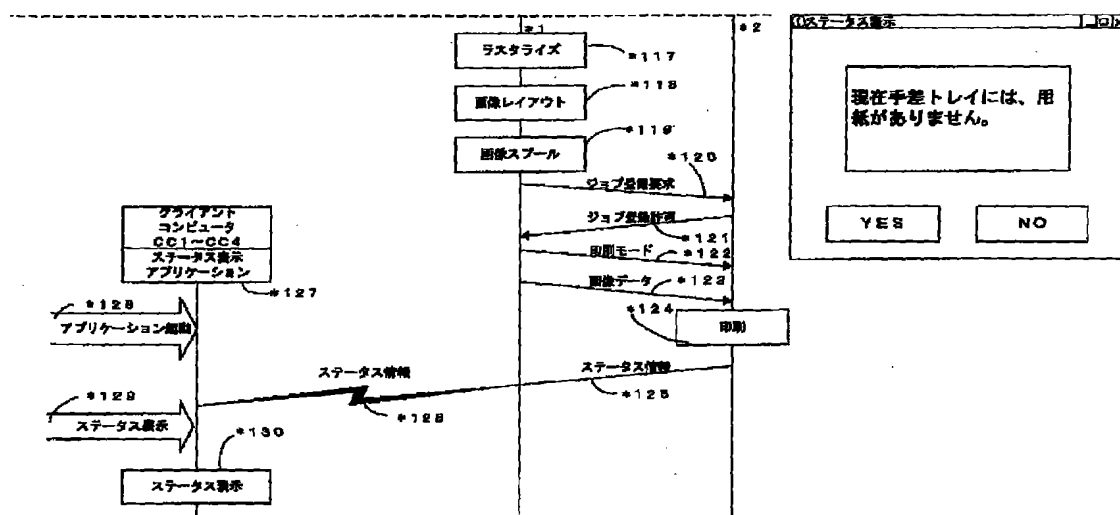 *1
*2
ラスタライズ
*117
画像レイアウト
*118
画像スプール
*119
*120
ジョブ登録要求
ジョブ登録許可
*121
印刷モード
*122
画像データ
*123
*124
印刷
クライアント
コンピュータ
CC1~CC4
ステータス表示
アプリケーション
*127
*128
アプリケーション起動
ステータス情報
ステータス情報
*125
*129
ステータス表示
*130
ステータス表示
ステータス表示
現在手差トレイには、用
紙がありません。
YES
NO